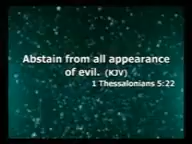 Abstain from all appearance
of evil. (KJV)
1 Thessalonians 5:22